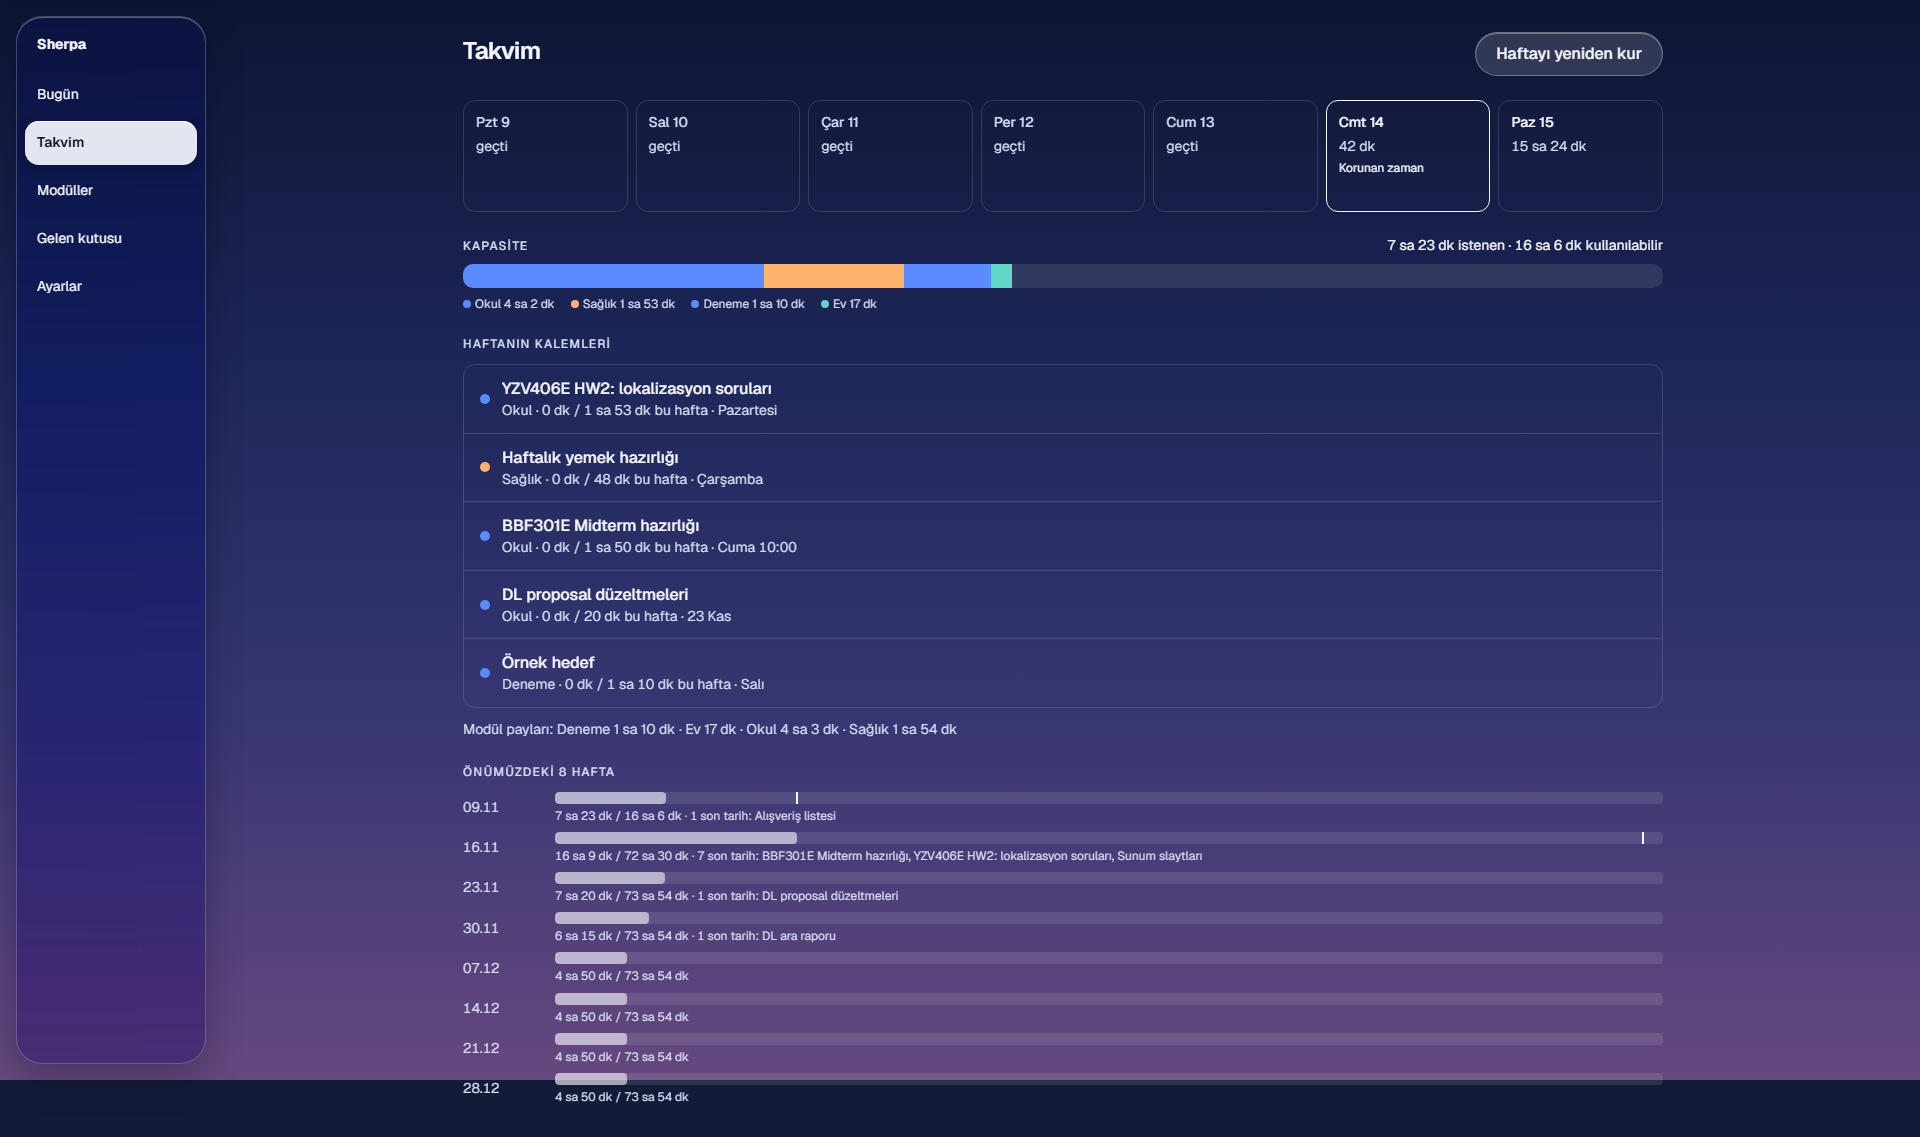 Sherpa
Bugün
Takvim
Modüller
Gelen kutusu
Ayarlar
Takvim
Haftayı yeniden kur
Pzt 9
geçti
Sal 10
geçti
Çar 11
geçti
Per 12
geçti
Cum 13
geçti
Cmt 14
42 dk
Korunan zaman
Paz 15
15 sa 24 dk
KAPASİTE
7 sa 23 dk istenen · 16 sa 6 dk kullanılabilir
Okul 4 sa 2 dk
Sağlık 1 sa 53 dk
Deneme 1 sa 10 dk
Ev 17 dk
HAFTANIN KALEMLERİ
YZV406E HW2: lokalizasyon soruları
Okul · 0 dk / 1 sa 53 dk bu hafta · Pazartesi
Haftalık yemek hazırlığı
Sağlık · 0 dk / 48 dk bu hafta · Çarşamba
BBF301E Midterm hazırlığı
Okul · 0 dk / 1 sa 50 dk bu hafta · Cuma 10:00
DL proposal düzeltmeleri
Okul · 0 dk / 20 dk bu hafta · 23 Kas
Örnek hedef
Deneme · 0 dk / 1 sa 10 dk bu hafta · Salı
Modül payları: Deneme 1 sa 10 dk · Ev 17 dk · Okul 4 sa 3 dk · Sağlık 1 sa 54 dk
ÖNÜMÜZDEKİ 8 HAFTA
09.11
7 sa 23 dk / 16 sa 6 dk · 1 son tarih: Alışveriş listesi
16.11
16 sa 9 dk / 72 sa 30 dk · 7 son tarih: BBF301E Midterm hazırlığı, YZV406E HW2: lokalizasyon soruları, Sunum slaytları
23.11
7 sa 20 dk / 73 sa 54 dk · 1 son tarih: DL proposal düzeltmeleri
30.11
6 sa 15 dk / 73 sa 54 dk · 1 son tarih: DL ara raporu
07.12
4 sa 50 dk / 73 sa 54 dk
14.12
4 sa 50 dk / 73 sa 54 dk
21.12
4 sa 50 dk / 73 sa 54 dk
28.12
4 sa 50 dk / 73 sa 54 dk